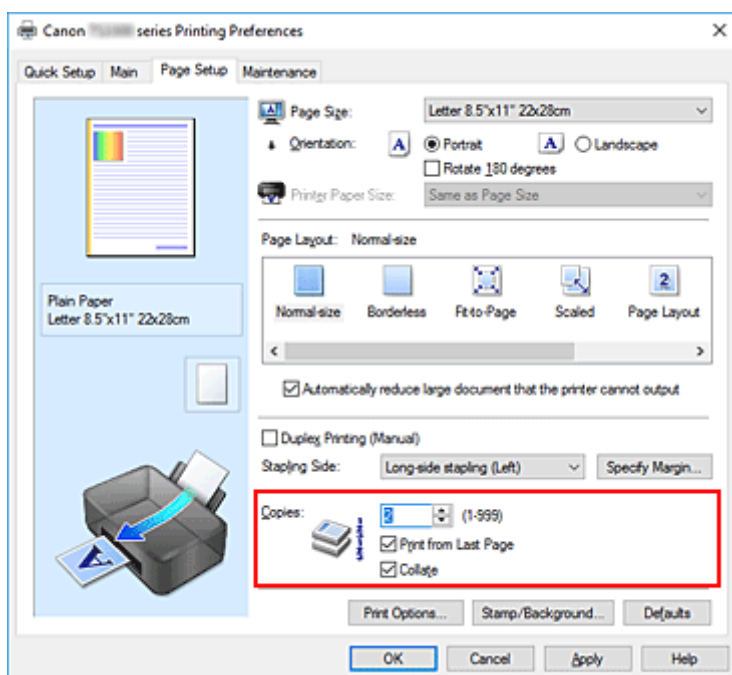 Canon series Printing Preferences
Quick Setup Main Page Setup Maintenance
Page Size: Letter 8.5"x11" 22x28cm
Orientation: A Portrait A Landscape
Rotate 180 degrees
Printer Paper Size: Same as Page Size
Page Layout: Normal-size
2
Normal-size Borderless Fit-to-Page Scaled Page Layout
Plain Paper
Letter 8.5"x11" 22x28cm
Automatically reduce large document that the printer cannot output
Duplex Printing (Manual)
Stapling Side: Long-side stapling (Left) Specify Margin...
Copies: 2 (1-999)
Print from Last Page
Collate
A
Print Options... Stamp/Background... Defaults
OK Cancel Apply Help